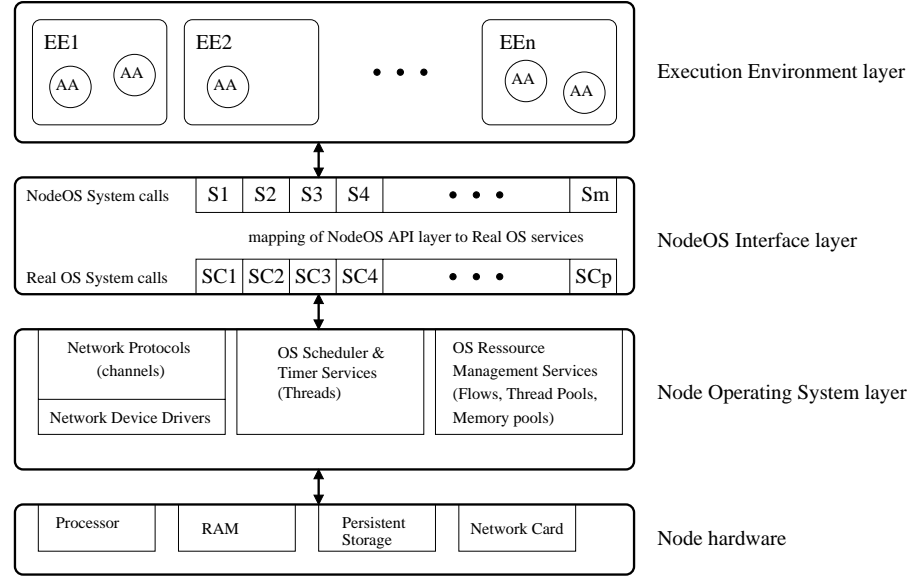 EE1
AA
AA
EE2
AA
EEn
AA
AA
Execution Environment layer
NodeOS System calls
S1 S2 S3 S4 Sm
mapping of NodeOS API layer to Real OS services
NodeOS Interface layer
Real OS System calls
SC1 SC2 SC3 SC4 SCp
Network Protocols
(channels)
Network Device Drivers
OS Scheduler &
Timer Services
(Threads)
OS Ressource
Management Services
(Flows, Thread Pools,
Memory pools)
Node Operating System layer
Processor
RAM
Persistent
Storage
Network Card
Node hardware